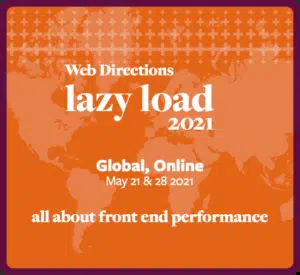 Web Directions
lazy load
2021
Global, Online
May 21 & 28 2021
all about front end performance